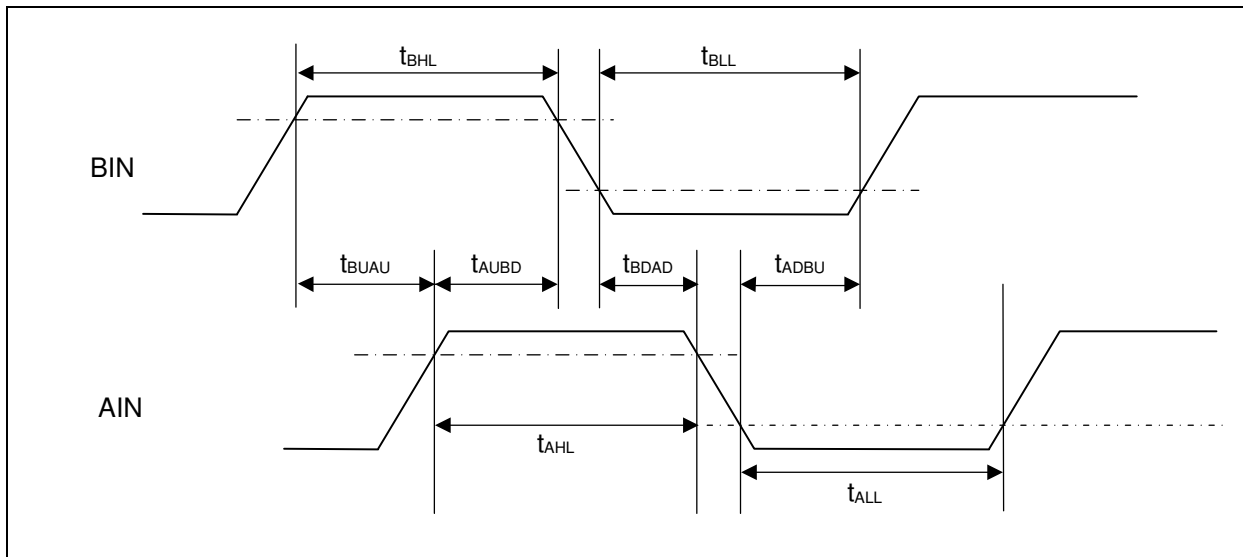 tBHL tBLL
BIN
tBUAU tAUBD tBDAD tADBU
AIN
tAHL
tALL